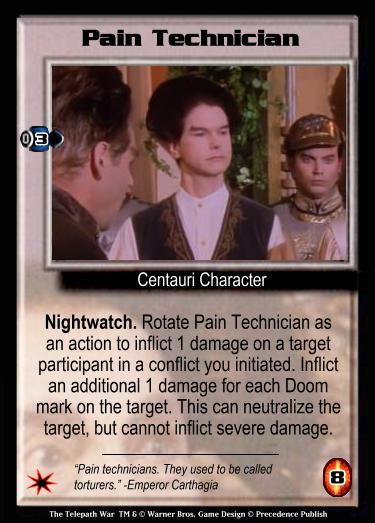 Pain Technician
0 3
Centauri Character
Nightwatch. Rotate Pain Technician as
an action to inflict 1 damage on a target
participant in a conflict you initiated. Inflict
an additional 1 damage for each Doom
mark on the target. This can neutralize the
target, but cannot inflict severe damage.
"Pain technicians. They used to be called
torturers." -Emperor Carthagia
8
The Telepath War TM & © Warner Bros. Game Design © Precedence Publish